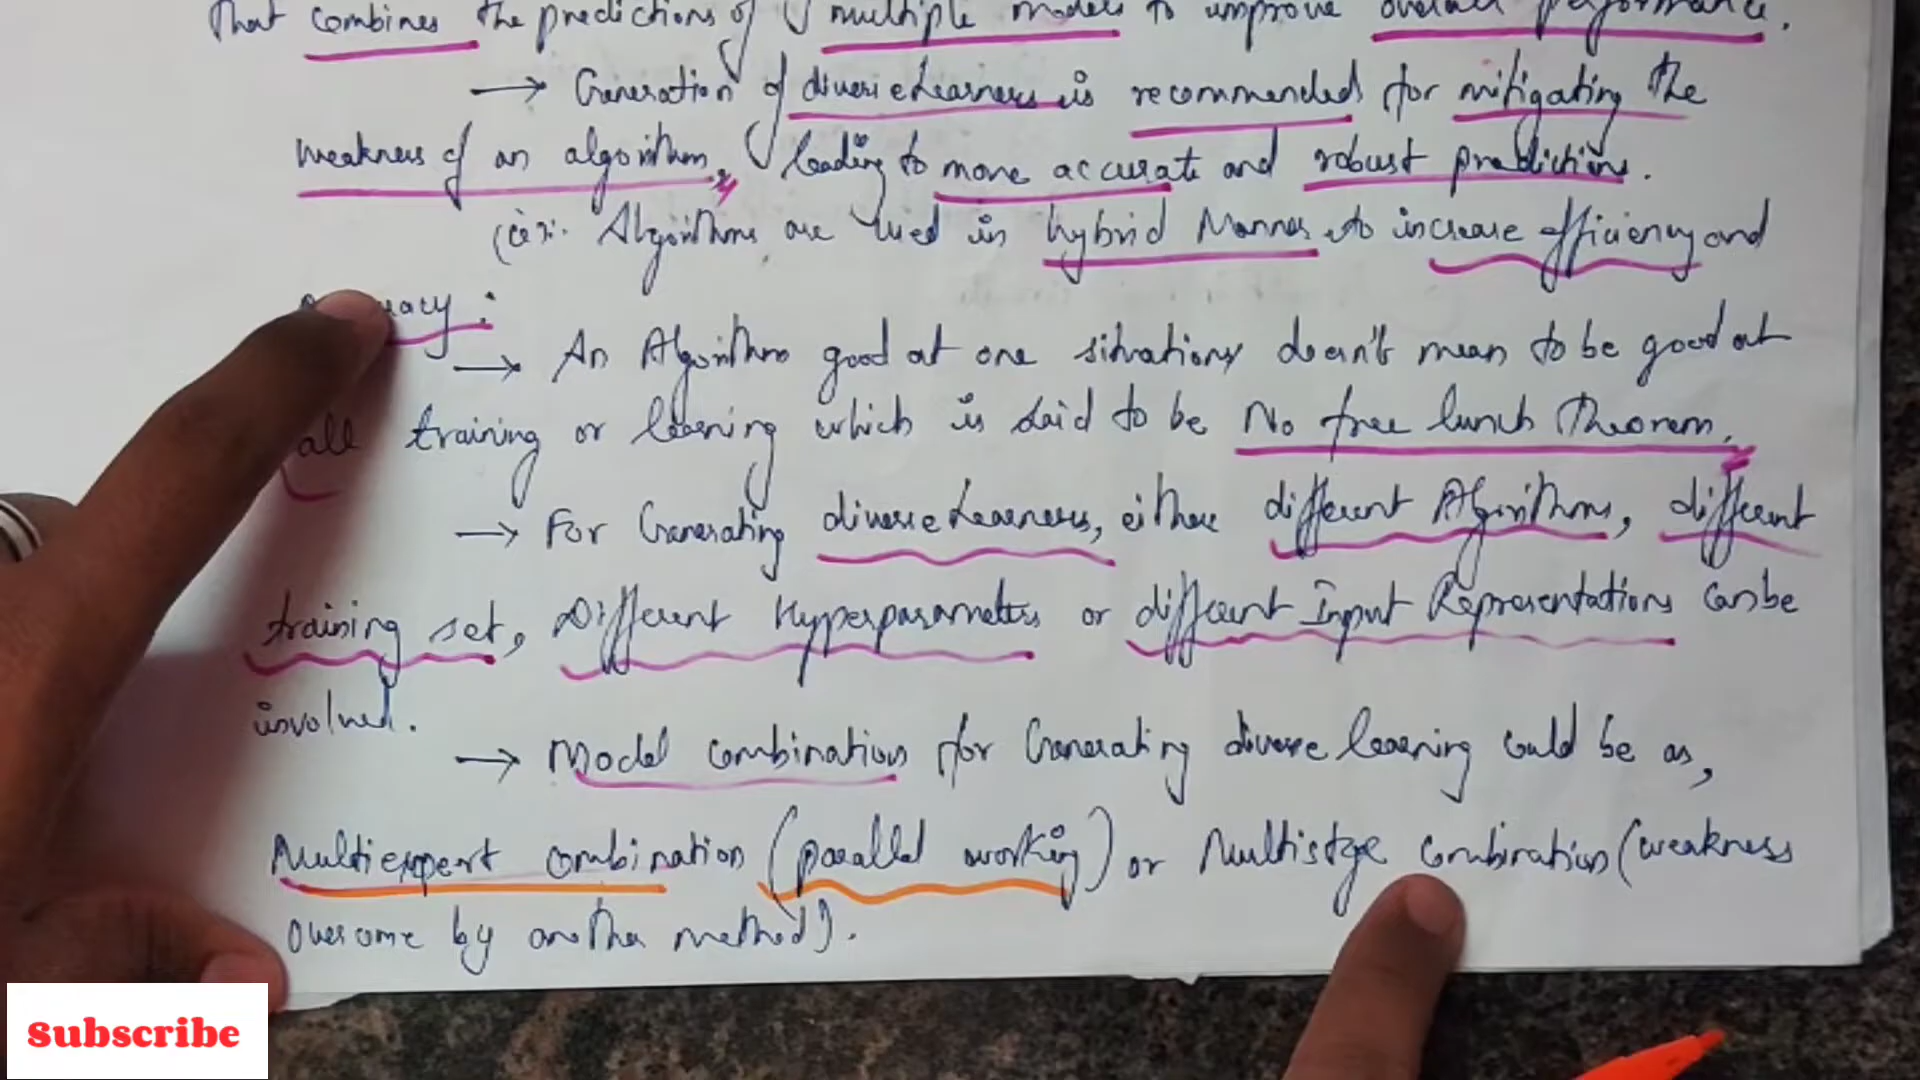 that combines the predictions of multiple models to improve overall performance.
→ Generation of diverse Learners is recommended for mitigating the
weakness of an algorithm, leading to more accurate and robust predictions.
(ex:. Algorithms are used in hybrid Manner to increase efficiency and
→ An Algorithm good at one situations doesn't mean to be good at
all training or learning which is said to be No free lunch Theorem.
→ For Generating diverse Learners, either different Algorithms, different
training set, Different Hyperparameters or different Input Representations can be
involved.
→ Model combination for Generating diverse learning could be as,
Multiexpert combination (parallel working) or Multistage combination (weakness
overcome by another method).
Subscribe